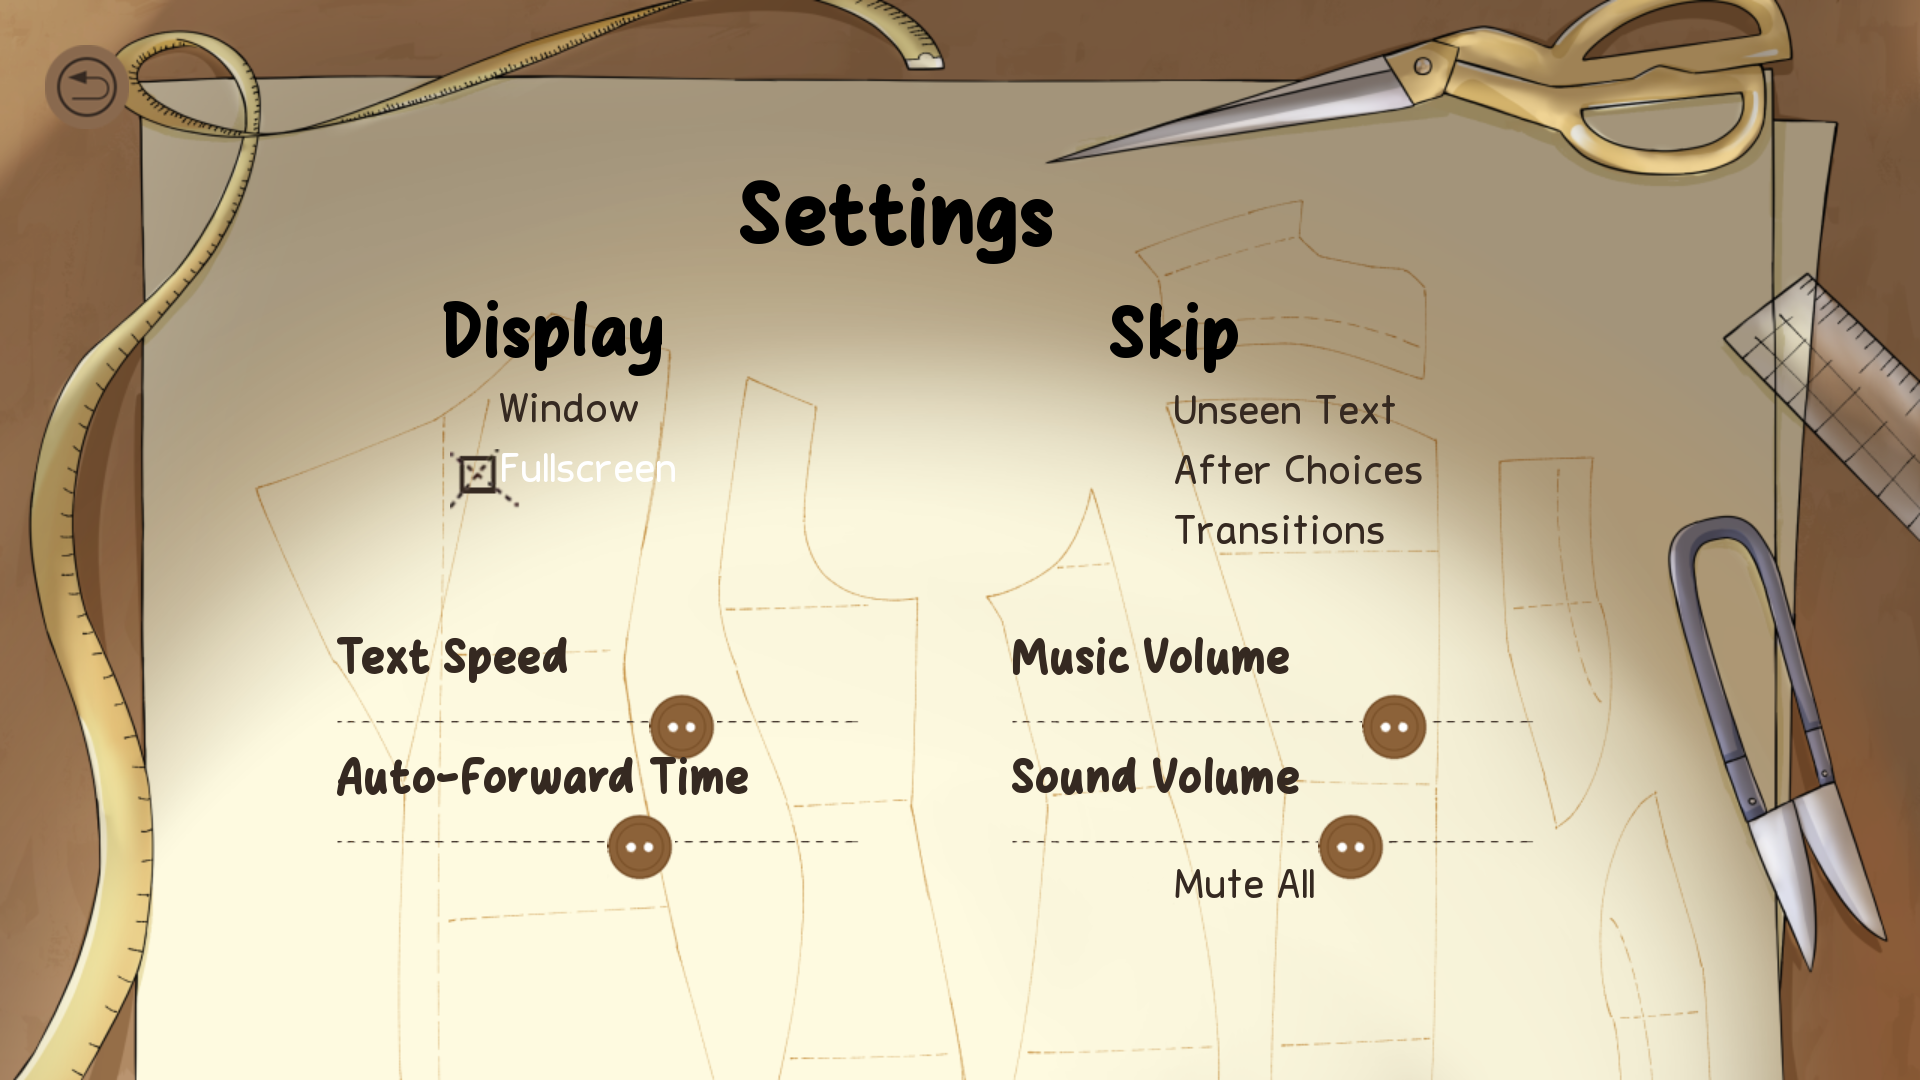 Settings
Display
Window
Fullscreen
Skip
Unseen Text
After Choices
Transitions
Text Speed
Auto-Forward Time
Music Volume
Sound Volume
Mute All